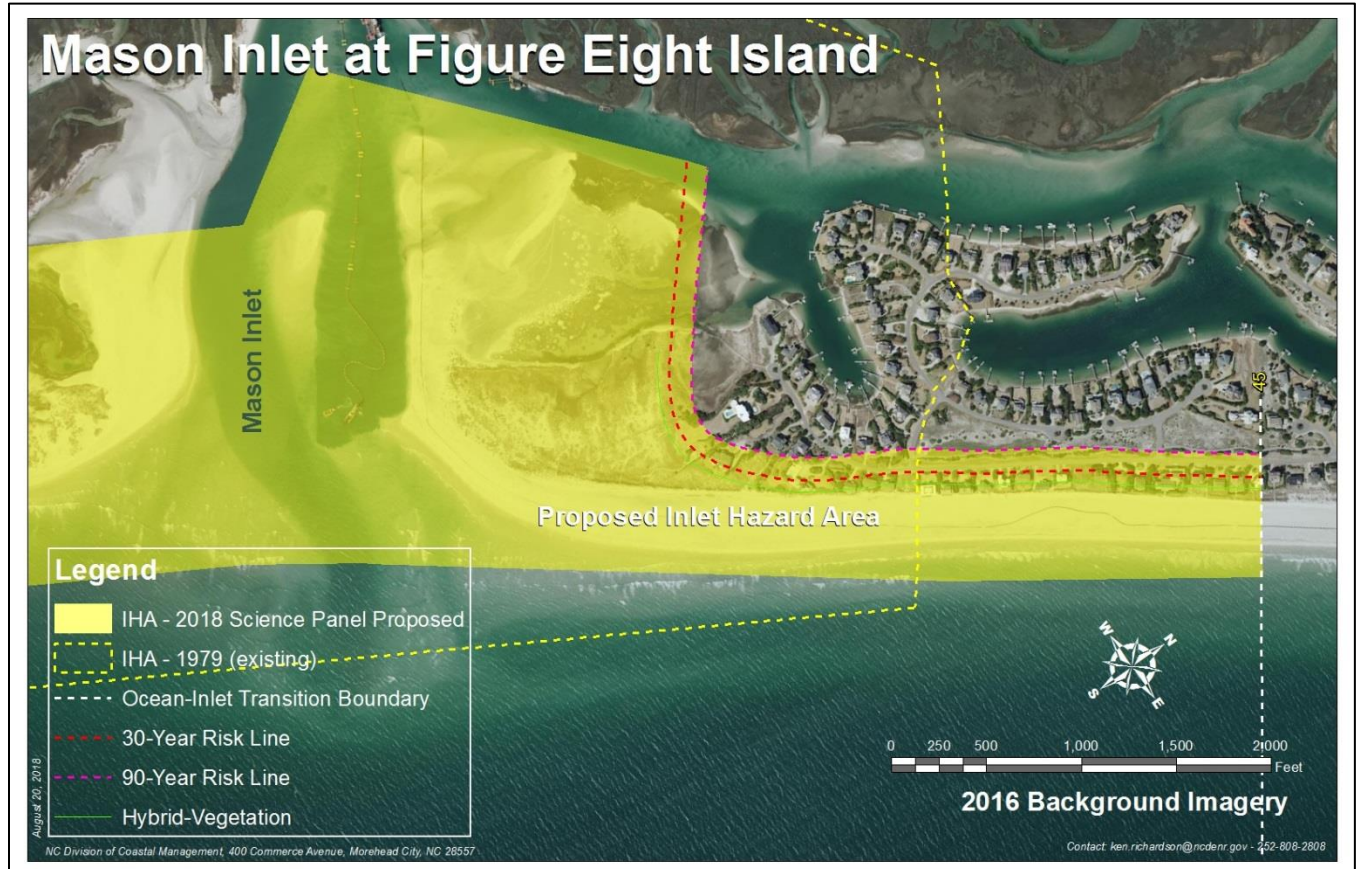 Mason Inlet at Figure Eight Island
Mason Inlet
45
Proposed Inlet Hazard Area
Legend
IHA - 2018 Science Panel Proposed
IHA - 1979 (existing)
Ocean-Inlet Transition Boundary
30-Year Risk Line
90-Year Risk Line
Hybrid-Vegetation
W N
S E
0 250 500 1,000 1,500 2,000
Feet
2016 Background Imagery
August 20, 2018
NC Division of Coastal Management, 400 Commerce Avenue, Morehead City, NC 28557
Contact: ken.richardson@ncdenr.gov - 252-808-2808